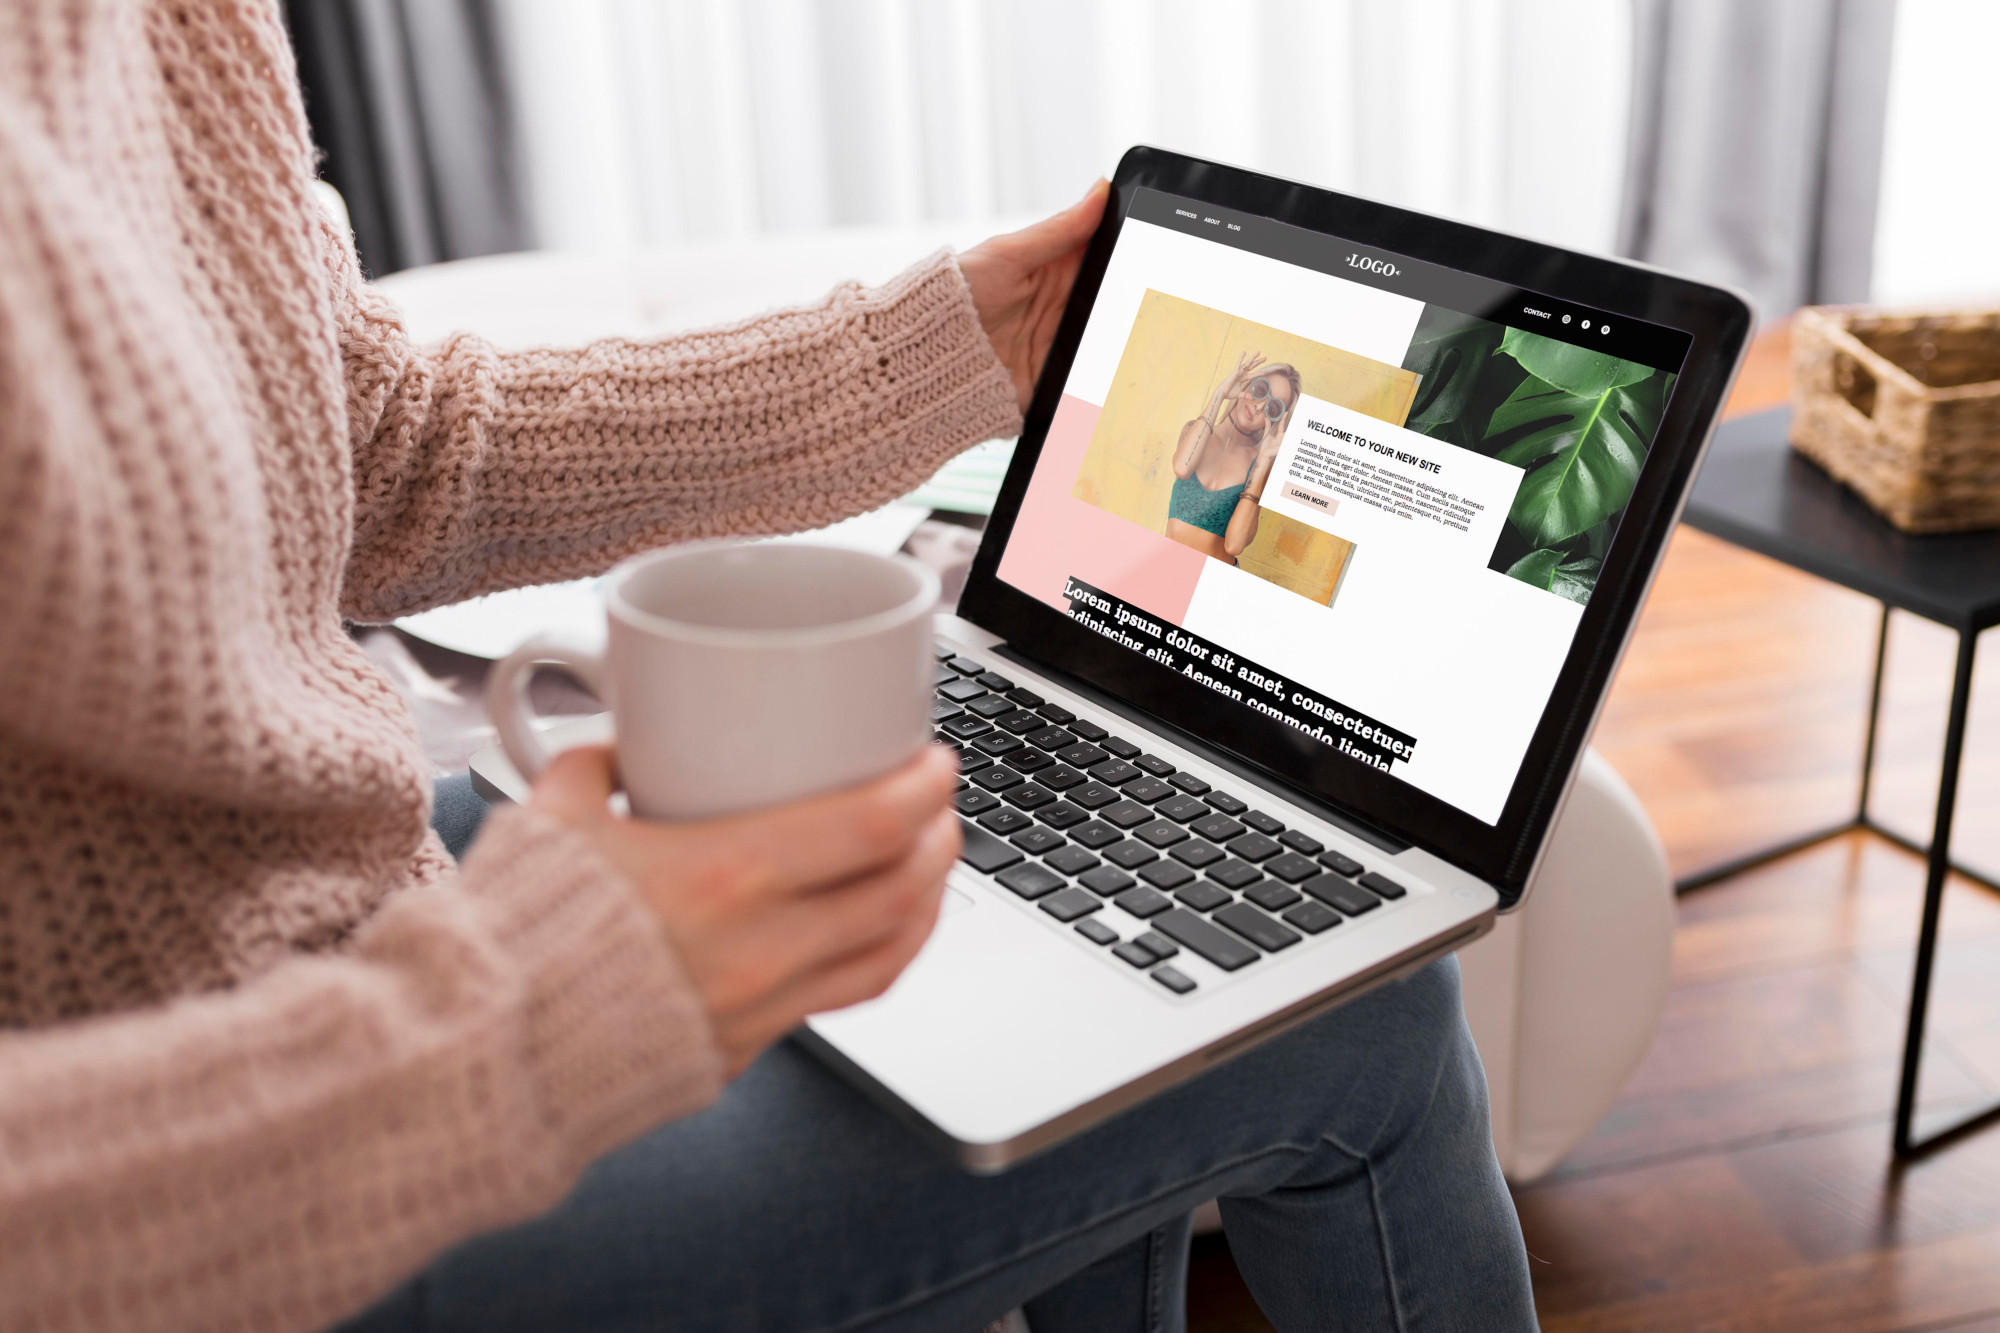 SERVICES ABOUT BLOG
LOGO
CONTACT
WELCOME TO YOUR NEW SITE
Lorem ipsum dolor sit amet, consectetuer adipiscing elit. Aenean
commodo ligula eget dolor. Aenean massa. Cum sociis natoque
penatibus et magnis dis parturient montes, nascetur ridiculus
mus. Donec quam felis, ultricies nec, pellentesque eu, pretium
quis, sem. Nulla consequat massa quis enim.
LEARN MORE
Lorem ipsum dolor sit amet, consectetuer
adipiscing elit. Aenean commodo ligula